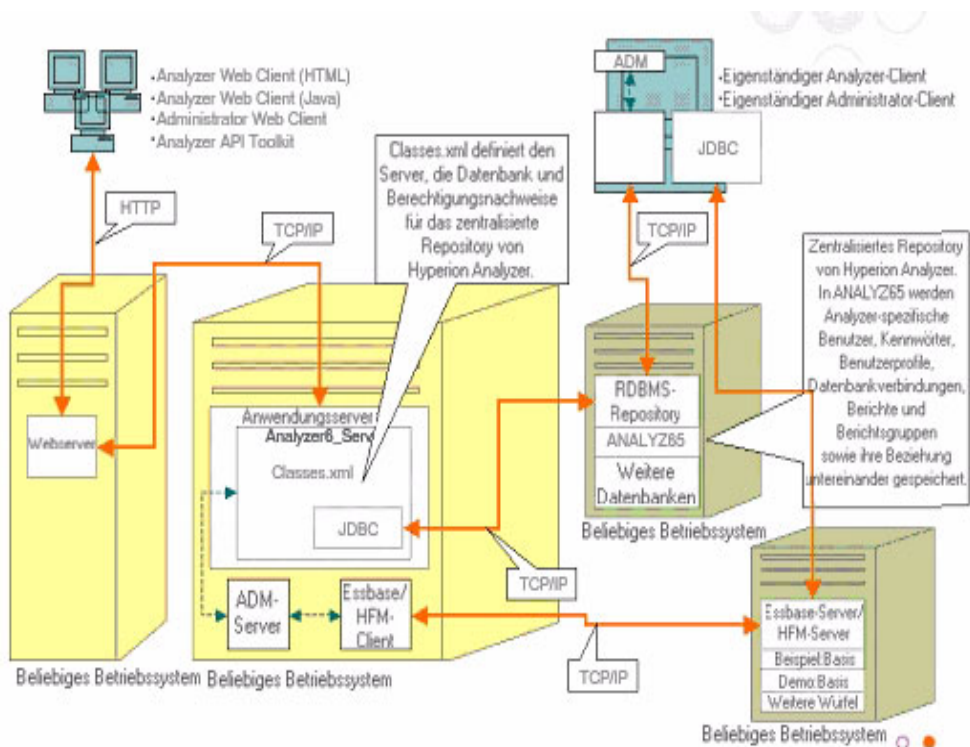 •Analyzer Web Client (HTML)
•Analyzer Web Client (Java)
•Administrator Web Client
•Analyzer API Toolkit
ADM
JDBC
•Eigenständiger Analyzer-Client
•Eigenständiger Administrator-Client
HTTP
TCP/IP
Classes.xml definiert den
Server, die Datenbank und
Berechtigungsnachweise
für das zentralisierte
Repository von
Hyperion Analyzer.
TCP/IP
Zentralisiertes Repository
von Hyperion Analyzer.
In ANALYZ65 werden
Analyzer-spezifische
Benutzer, Kennwörter,
Benutzerprofile,
Datenbankverbindungen,
Berichte und
Berichtsgruppen
sowie ihre Beziehung
untereinander gespeichert.
Webserver
Beliebiges Betriebssystem
Anwendungsserver
Analyzer6_Serv
Classes.xml
JDBC
ADM-
Server
Essbase/
HFM-
Client
Beliebiges Betriebssystem
TCP/IP
TCP/IP
RDBMS-
Repository
ANALYZ65
Weitere
Datenbanken
Beliebiges Betriebssystem
Essbase-Server/
HFM-Server
Beispiel:Basis
Demo:Basis
Weitere Würfel
Beliebiges Betriebssystem